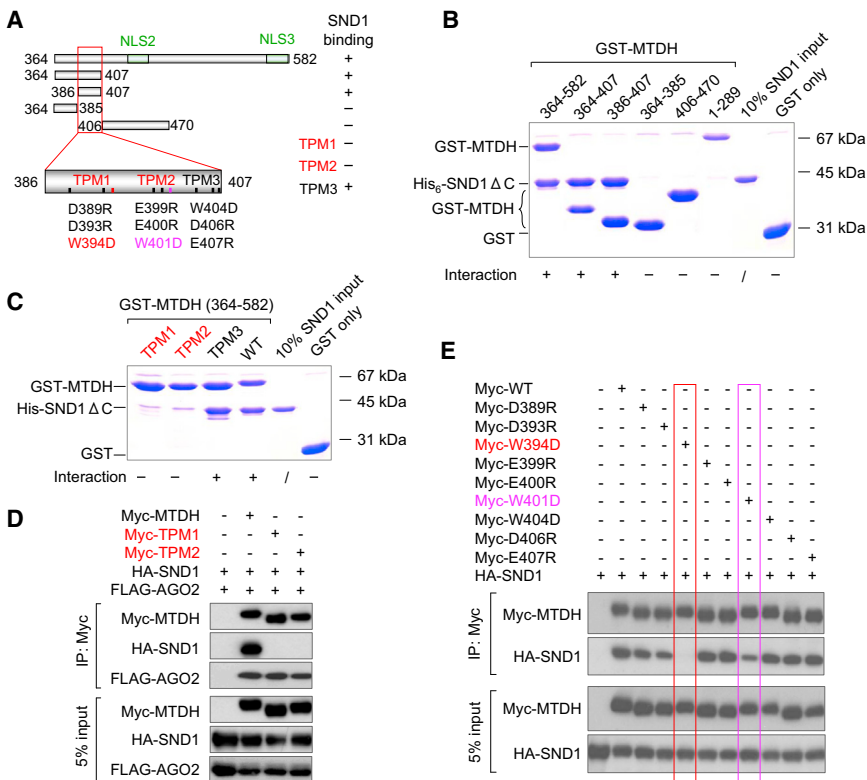 A
SND1
binding
NLS2 NLS3
364 582 +
364 407 +
386 407 +
364 385 –
406 470 –
TPM1 –
TPM2 –
TPM3 +
386 TPM1 TPM2 TPM3 407
D389R E399R W404D
D393R E400R D406R
W394D W401D E407R
B
GST-MTDH
364-582 364-407 386-407 364-385 406-470 1-289 10% SND1 input GST only
GST-MTDH
His6-SND1ΔC
GST-MTDH
GST
67 kDa
45 kDa
31 kDa
Interaction + + + – – – / –
C
GST-MTDH (364-582)
TPM1 TPM2 TPM3 WT 10% SND1 input GST only
GST-MTDH
His-SND1ΔC
GST
67 kDa
45 kDa
31 kDa
Interaction – – + + / –
D
Myc-MTDH - + - -
Myc-TPM1 - - + -
Myc-TPM2 - - - +
HA-SND1 + + + +
FLAG-AGO2 + + + +
IP: Myc
Myc-MTDH
HA-SND1
FLAG-AGO2
5% input
Myc-MTDH
HA-SND1
FLAG-AGO2
E
Myc-WT - + - - - - - - - - -
Myc-D389R - - + - - - - - - - -
Myc-D393R - - - + - - - - - - -
Myc-W394D - - - - + - - - - - -
Myc-E399R - - - - - + - - - - -
Myc-E400R - - - - - - + - - - -
Myc-W401D - - - - - - - + - - -
Myc-W404D - - - - - - - - + - -
Myc-D406R - - - - - - - - - + -
Myc-E407R - - - - - - - - - - +
HA-SND1 + + + + + + + + + + +
IP: Myc
Myc-MTDH
HA-SND1
5% input
Myc-MTDH
HA-SND1